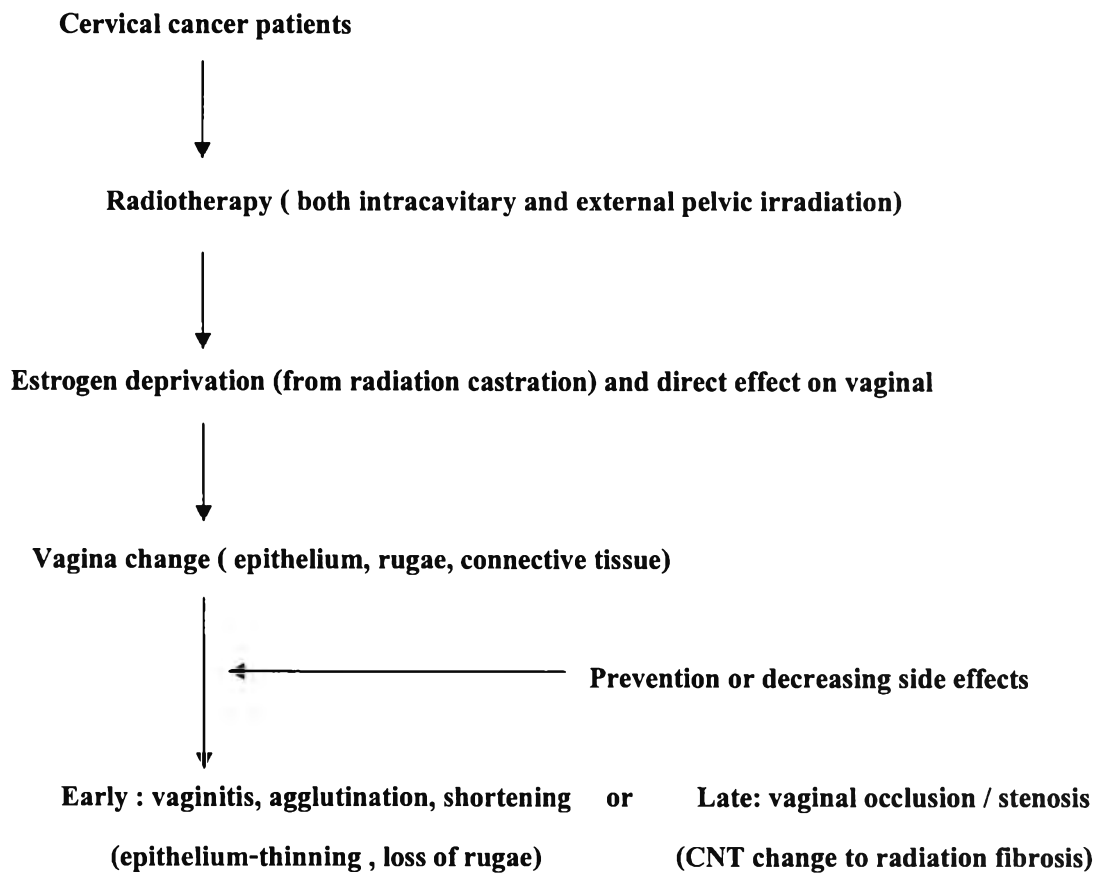 Cervical cancer patients
Radiotherapy ( both intracavitary and external pelvic irradiation)
Estrogen deprivation (from radiation castration) and direct effect on vaginal
Vagina change ( epithelium, rugae, connective tissue)
Prevention or decreasing side effects
Early : vaginitis, agglutination, shortening or Late: vaginal occlusion / stenosis
(epithelium-thinning , loss of rugae) (CNT change to radiation fibrosis)